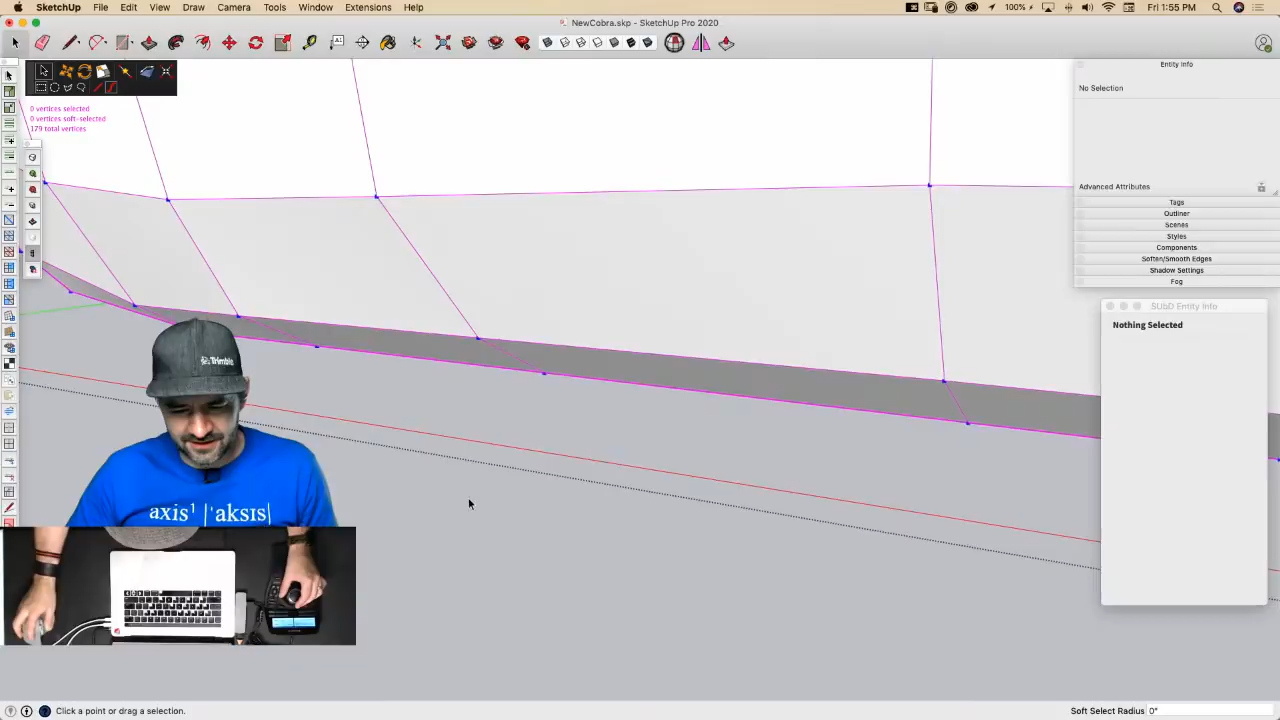 SketchUp File Edit View Draw Camera Tools Window Extensions Help
100% Fri 1:55 PM
NewCobra.skp - SketchUp Pro 2020
Entity Info
No Selection
0 vertices selected
0 vertices soft-selected
179 total vertices
Advanced Attributes
Tags
Outliner
Scenes
Styles
Components
Soften/Smooth Edges
Shadow Settings
Fog
SUbD Entity Info
Nothing Selected
Trimble
axis¹ |ˈaksɪs|
Click a point or drag a selection.
Soft Select Radius 0"